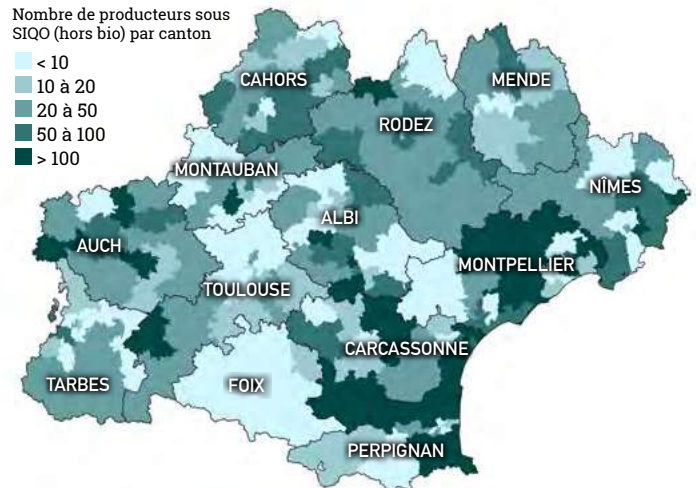 Nombre de producteurs sous
SIQO (hors bio) par canton
< 10
10 à 20
20 à 50
50 à 100
> 100
CAHORS
MENDE
RODEZ
MONTAUBAN
NÎMES
ALBI
AUCH
MONTPELLIER
TOULOUSE
CARCASSONNE
TARBES
FOIX
PERPIGNAN